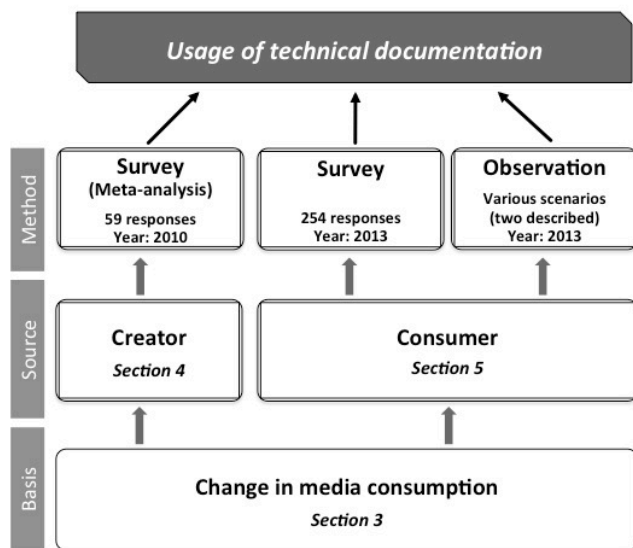 Usage of technical documentation
Method
Survey
(Meta-analysis)
59 responses
Year: 2010
Survey
254 responses
Year: 2013
Observation
Various scenarios
(two described)
Year: 2013
Source
Creator
Section 4
Consumer
Section 5
Basis
Change in media consumption
Section 3